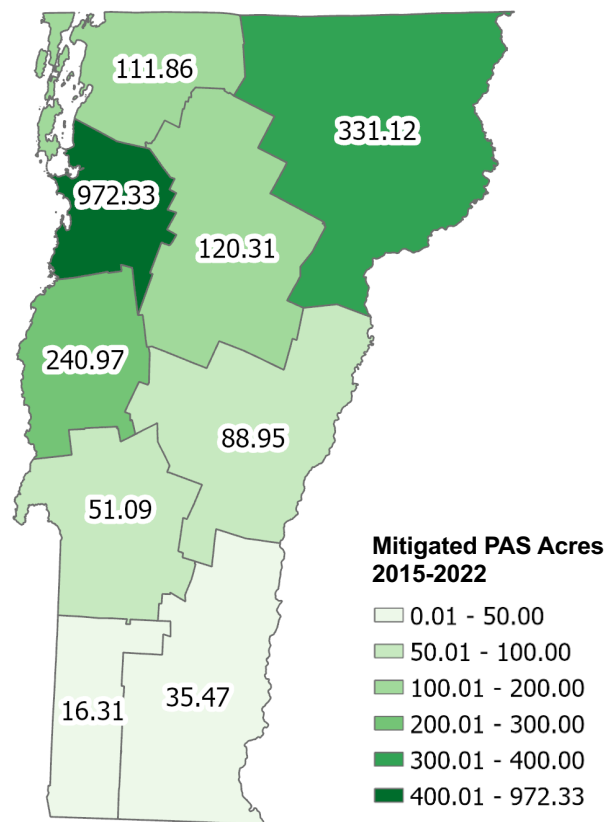 111.86
331.12
972.33
120.31
240.97
88.95
51.09
16.31
35.47
Mitigated PAS Acres
2015-2022
0.01 - 50.00
50.01 - 100.00
100.01 - 200.00
200.01 - 300.00
300.01 - 400.00
400.01 - 972.33